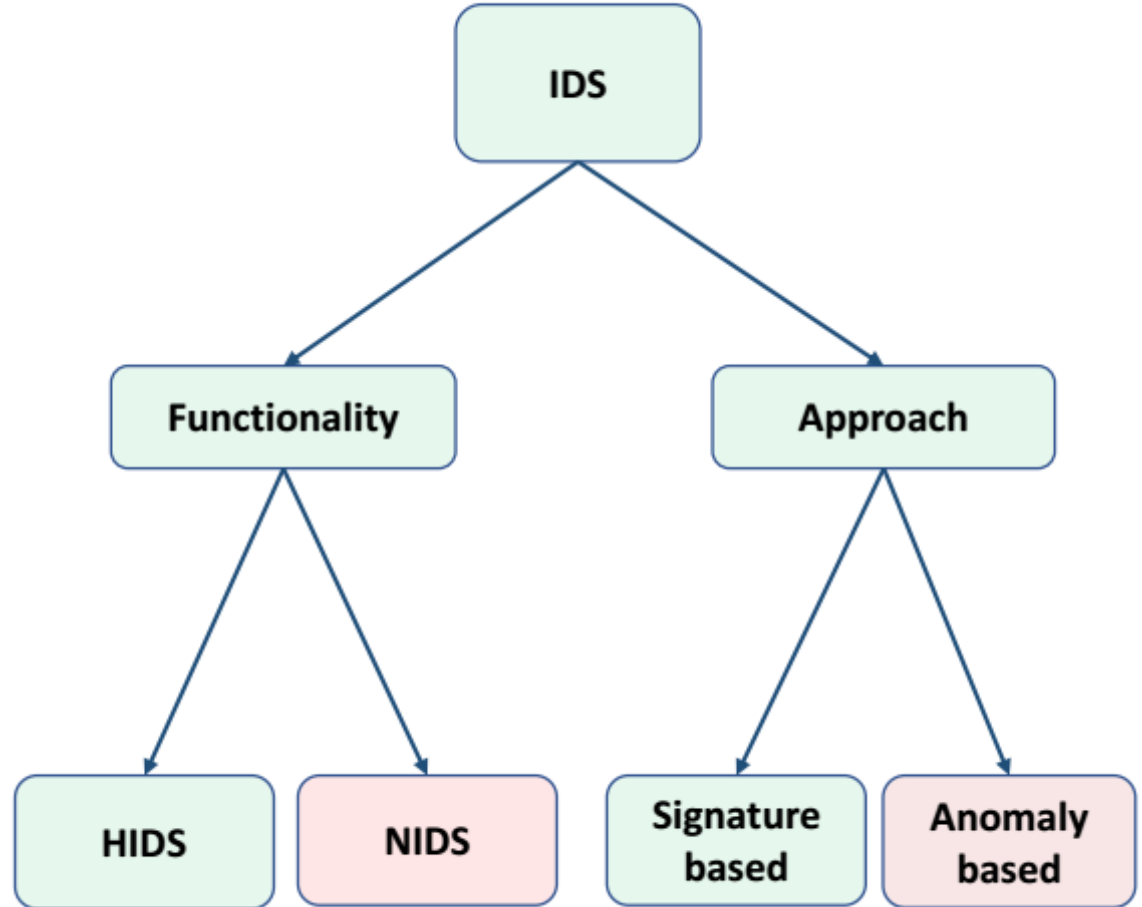 IDS
Functionality
Approach
HIDS
NIDS
Signature
based
Anomaly
based